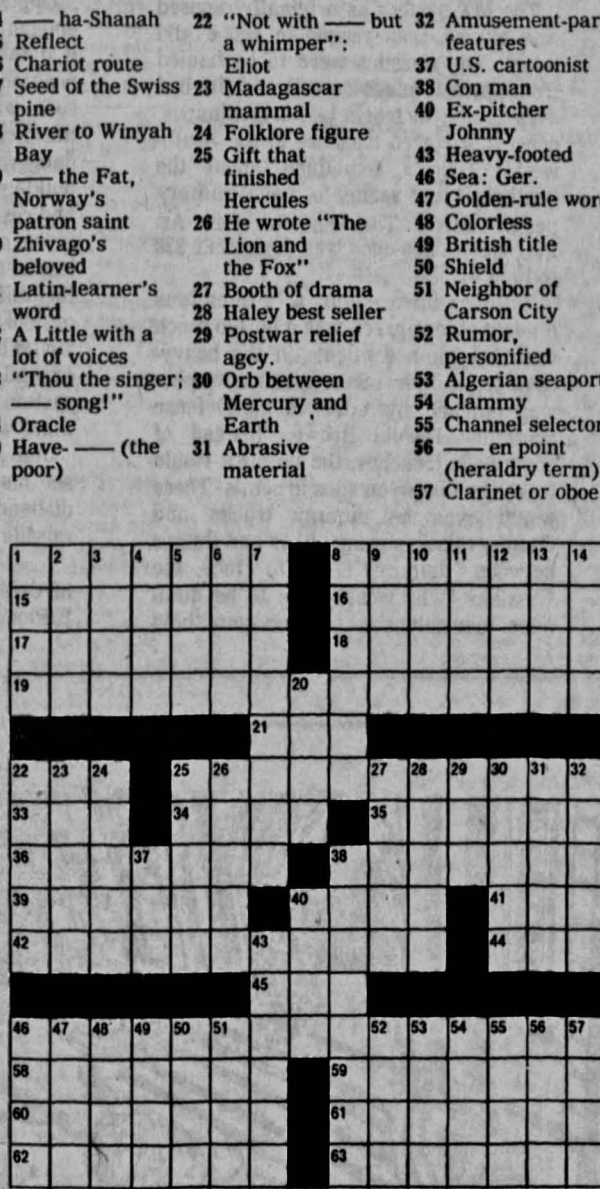 —— ha-Shanah
Reflect
Chariot route
Seed of the Swiss
pine
River to Winyah
Bay
—— the Fat,
Norway's
patron saint
Zhivago's
beloved
Latin-learner's
word
A Little with a
lot of voices
"Thou the singer;
—— song!"
Oracle
Have- —— (the
poor)
22 "Not with —— but
a whimper":
Eliot
23 Madagascar
mammal
24 Folklore figure
25 Gift that
finished
Hercules
26 He wrote "The
Lion and
the Fox"
27 Booth of drama
28 Haley best seller
29 Postwar relief
agcy.
30 Orb between
Mercury and
Earth
31 Abrasive
material
32 Amusement-par
features
37 U.S. cartoonist
38 Con man
40 Ex-pitcher
Johnny
43 Heavy-footed
46 Sea: Ger.
47 Golden-rule wor
48 Colorless
49 British title
50 Shield
51 Neighbor of
Carson City
52 Rumor,
personified
53 Algerian seaport
54 Clammy
55 Channel selector
56 —— en point
(heraldry term)
57 Clarinet or oboe
1 2 3 4 5 6 7 8 9 10 11 12 13 14
15 16
17 18
19 20
21
22 23 24 25 26 27 28 29 30 31 32
33 34 35
36 37 38
39 40 41
42 43 44
45
46 47 48 49 50 51 52 53 54 55 56 57
58 59
60 61
62 63